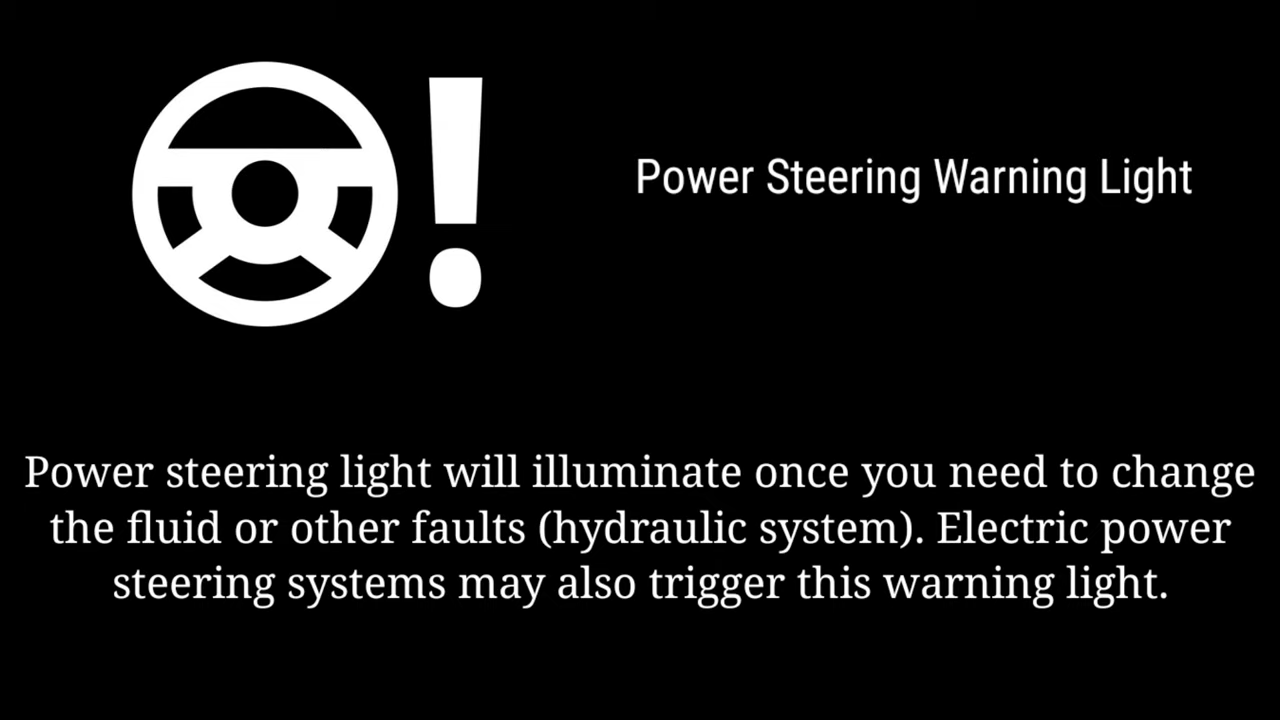 !
Power Steering Warning Light
Power steering light will illuminate once you need to change
the fluid or other faults (hydraulic system). Electric power
steering systems may also trigger this warning light.